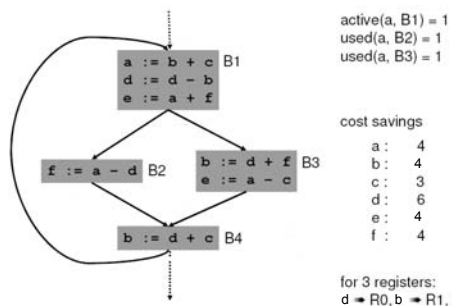 active(a, B1) = 1
used(a, B2) = 1
used(a, B3) = 1
a := b + c
d := d - b
e := a + f
B1
cost savings
a : 4
b : 4
c : 3
d : 6
e : 4
f : 4
f := a - d
B2
b := d + f
e := a - c
B3
b := d + c
B4
for 3 registers:
d ➡ R0, b ➡ R1,